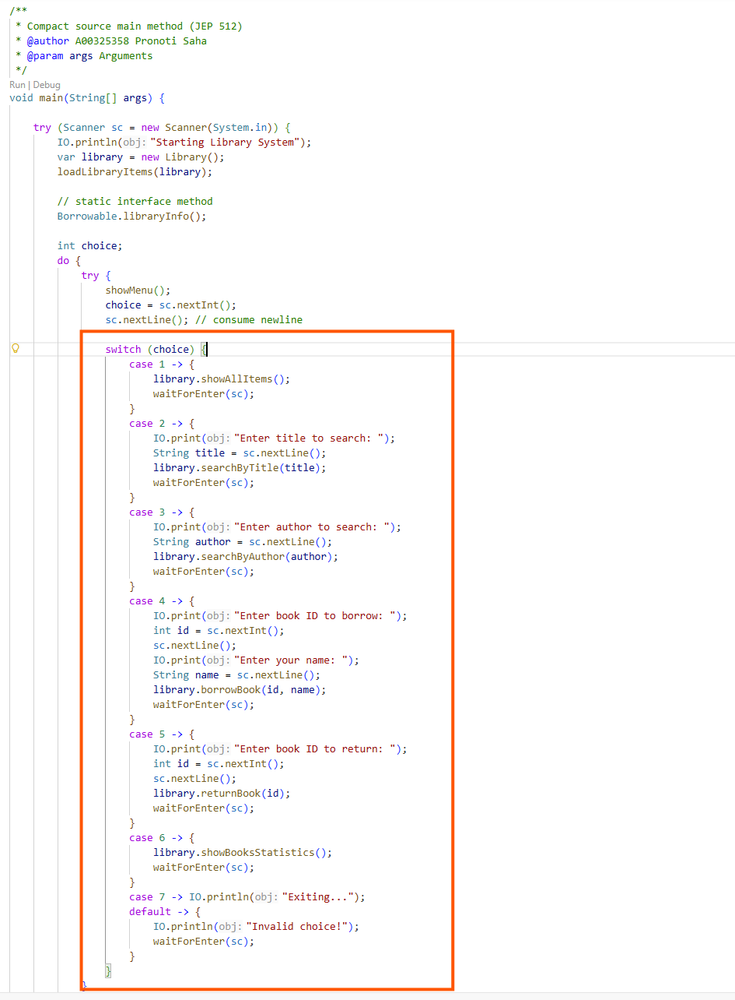 /**
 * Compact source main method (JEP 512)
 * @author A00325358 Pronoti Saha
 * @param args Arguments
 */
Run | Debug
void main(String[] args) {
try (Scanner sc = new Scanner(System.in)) {
IO.println(obj: "Starting Library System");
var library = new Library();
loadLibraryItems(library);
// static interface method
Borrowable.libraryInfo();
int choice;
do {
try {
showMenu();
choice = sc.nextInt();
sc.nextLine(); // consume newline
switch (choice) {
case 1 -> {
library.showAllItems();
waitForEnter(sc);
}
case 2 -> {
IO.print(obj: "Enter title to search: ");
String title = sc.nextLine();
library.searchByTitle(title);
waitForEnter(sc);
}
case 3 -> {
IO.print(obj: "Enter author to search: ");
String author = sc.nextLine();
library.searchByAuthor(author);
waitForEnter(sc);
}
case 4 -> {
IO.print(obj: "Enter book ID to borrow: ");
int id = sc.nextInt();
sc.nextLine();
IO.print(obj: "Enter your name: ");
String name = sc.nextLine();
library.borrowBook(id, name);
waitForEnter(sc);
}
case 5 -> {
IO.print(obj: "Enter book ID to return: ");
int id = sc.nextInt();
sc.nextLine();
library.returnBook(id);
waitForEnter(sc);
}
case 6 -> {
library.showBooksStatistics();
waitForEnter(sc);
}
case 7 -> IO.println(obj: "Exiting...");
default -> {
IO.println(obj: "Invalid choice!");
waitForEnter(sc);
}
}
}